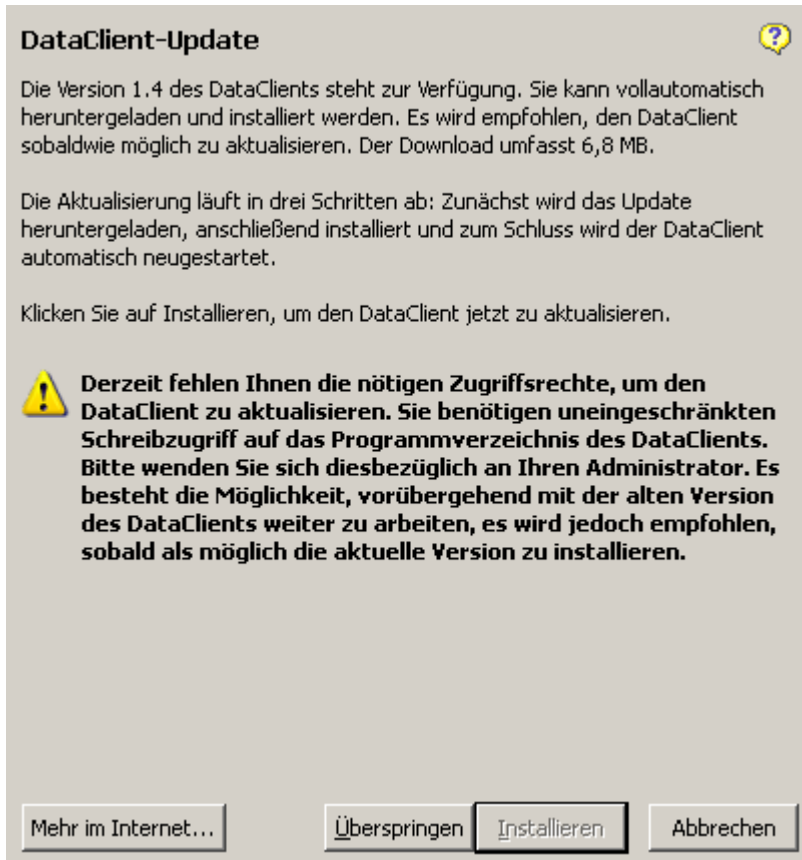 DataClient-Update
Die Version 1.4 des DataClients steht zur Verfügung. Sie kann vollautomatisch
heruntergeladen und installiert werden. Es wird empfohlen, den DataClient
sobaldwie möglich zu aktualisieren. Der Download umfasst 6,8 MB.
Die Aktualisierung läuft in drei Schritten ab: Zunächst wird das Update
heruntergeladen, anschließend installiert und zum Schluss wird der DataClient
automatisch neugestartet.
Klicken Sie auf Installieren, um den DataClient jetzt zu aktualisieren.
Derzeit fehlen Ihnen die nötigen Zugriffsrechte, um den
DataClient zu aktualisieren. Sie benötigen uneingeschränkten
Schreibzugriff auf das Programmverzeichnis des DataClients.
Bitte wenden Sie sich diesbezüglich an Ihren Administrator. Es
besteht die Möglichkeit, vorübergehend mit der alten Version
des DataClients weiter zu arbeiten, es wird jedoch empfohlen,
sobald als möglich die aktuelle Version zu installieren.
Mehr im Internet... Überspringen Installieren Abbrechen